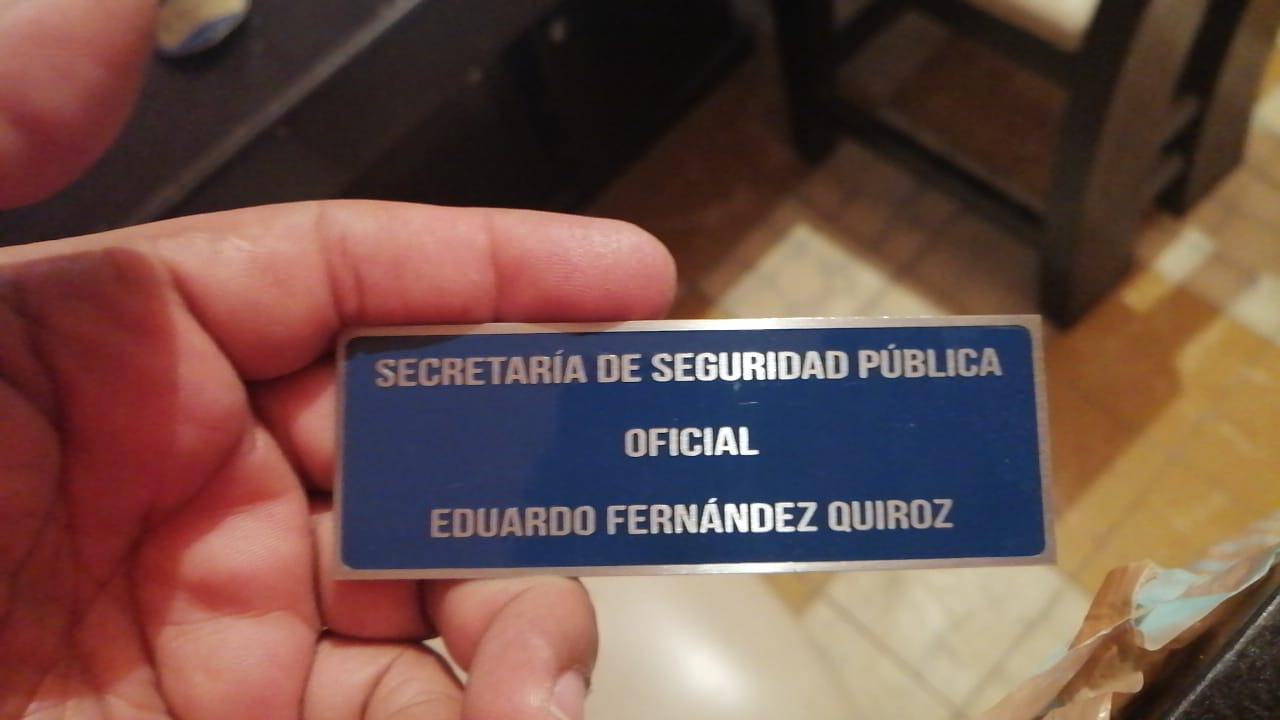 SECRETARÍA DE SEGURIDAD PÚBLICA
OFICIAL
EDUARDO FERNÁNDEZ QUIROZ